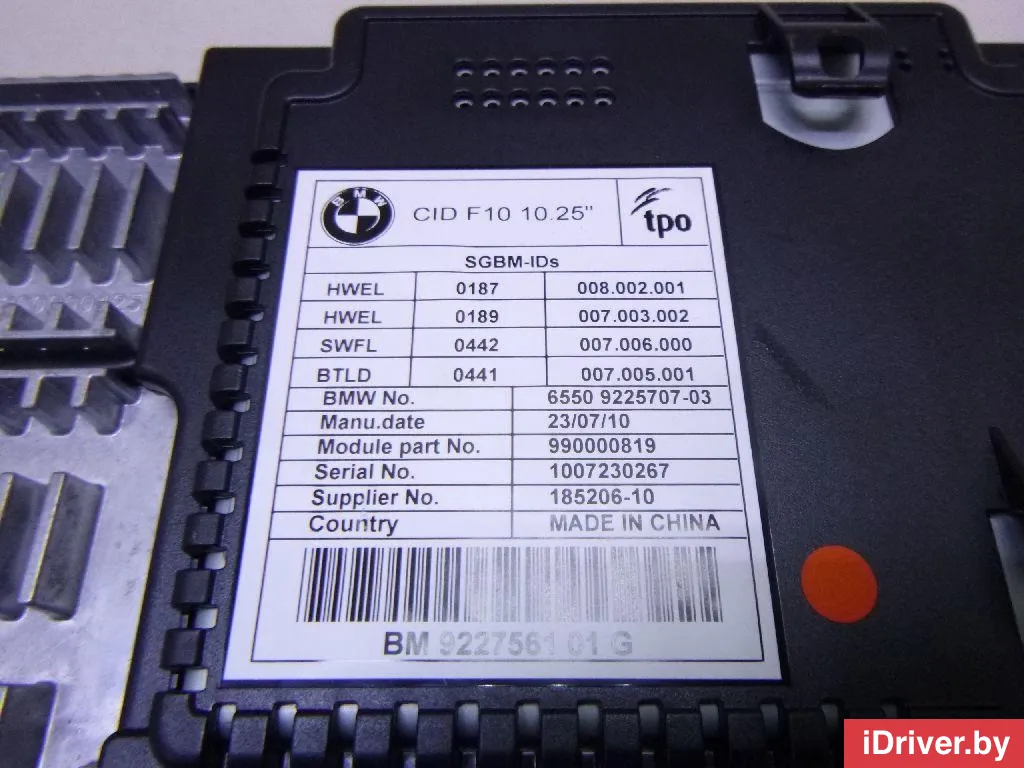 BMW CID F10 10.25" tpo
SGBM-IDs
HWEL 0187 008.002.001
HWEL 0189 007.003.002
SWFL 0442 007.006.000
BTLD 0441 007.005.001
BMW No. 6550 9225707-03
Manu.date 23/07/10
Module part No. 990000819
Serial No. 1007230267
Supplier No. 185206-10
Country MADE IN CHINA
BM 9227561 01 G
iDriver.by